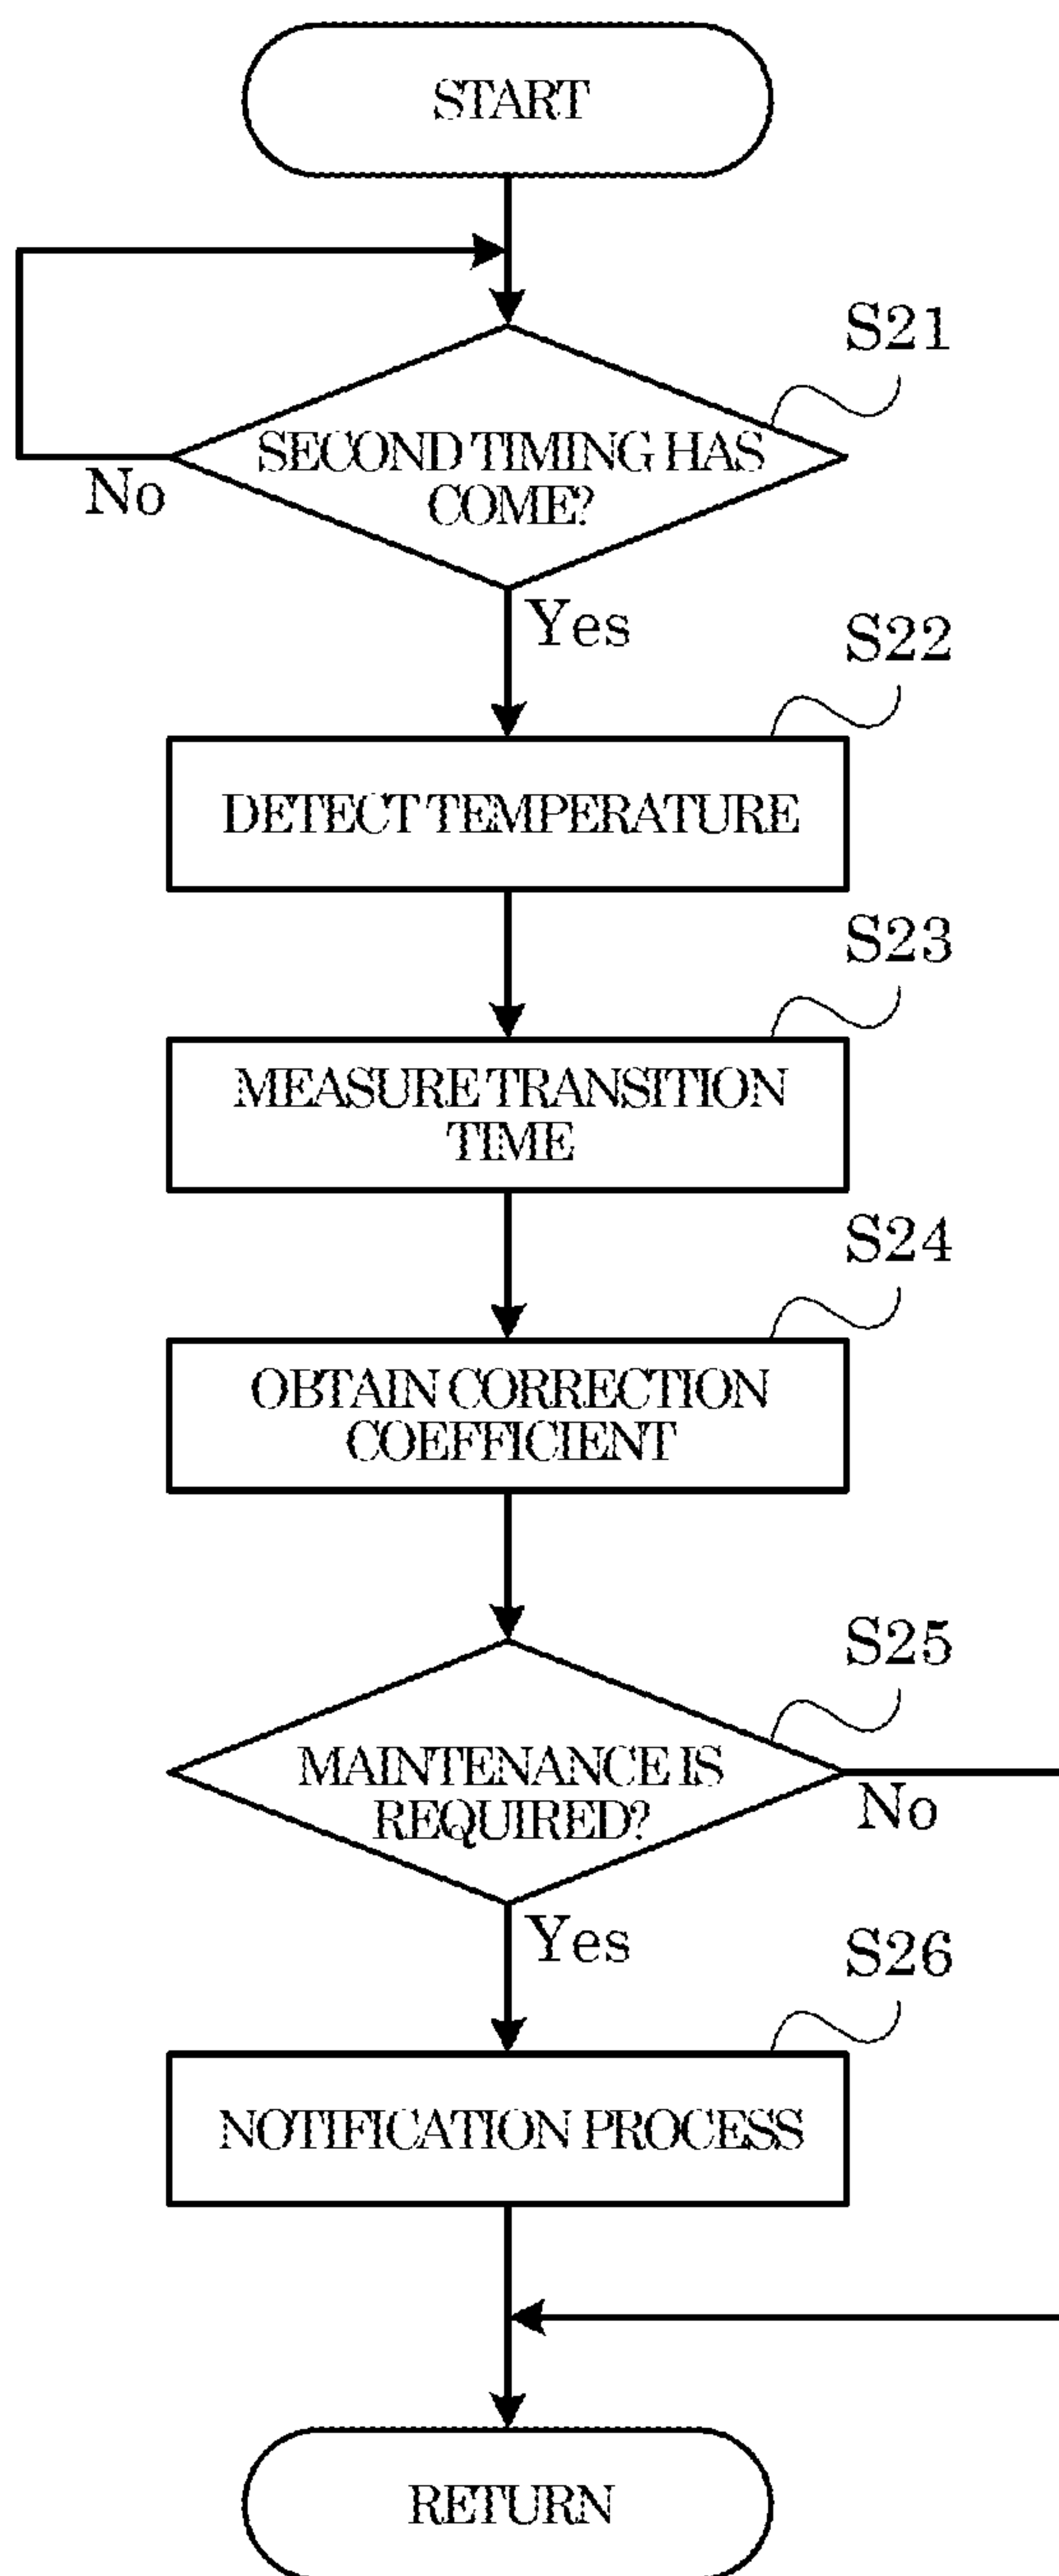 START
S21
SECOND TIMING HAS
COME?
No
Yes
S22
DETECT TEMPERATURE
S23
MEASURE TRANSITION
TIME
S24
OBTAIN CORRECTION
COEFFICIENT
S25
MAINTENANCE IS
REQUIRED?
No
Yes
S26
NOTIFICATION PROCESS
RETURN